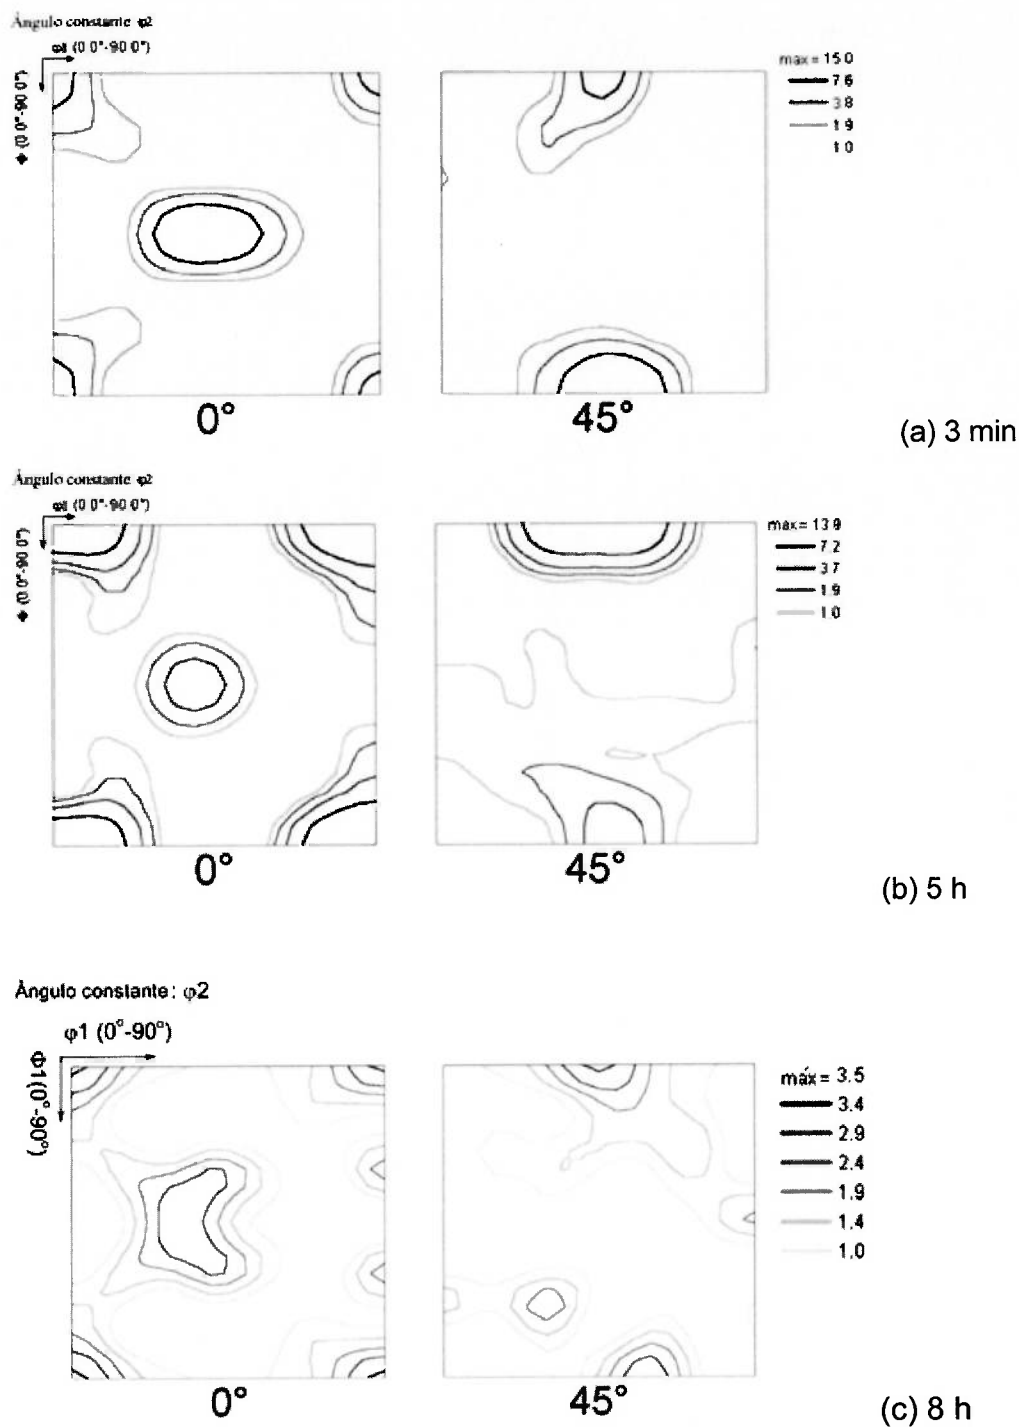 Ángulo constante φ2
φ1 (0 0°-90 0°)
Φ (0 0°-90 0°)
max = 15 0
7 6
3 8
1 9
1 0
0°
45°
(a) 3 min
Ángulo constante φ2
φ1 (0 0°-90 0°)
Φ (0 0°-90 0°)
max = 13 9
7 2
3 7
1 9
1 0
0°
45°
(b) 5 h
Ángulo constante: φ2
φ1 (0°-90°)
Φ1(0°-90°)
máx = 3.5
3.4
2.9
2.4
1.9
1.4
1.0
0°
45°
(c) 8 h